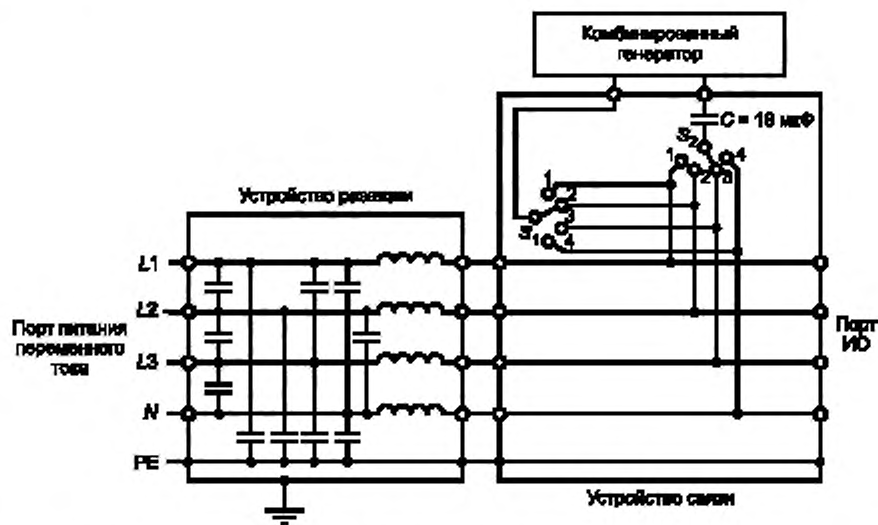 Комбинированный
генератор
C = 18 мкФ
S2
1
2
3
4
Устройство развязки
1
2
3
4
S1
L1
L2
L3
N
PE
Порт питания
переменного
тока
Порт
ИО
Устройство связи